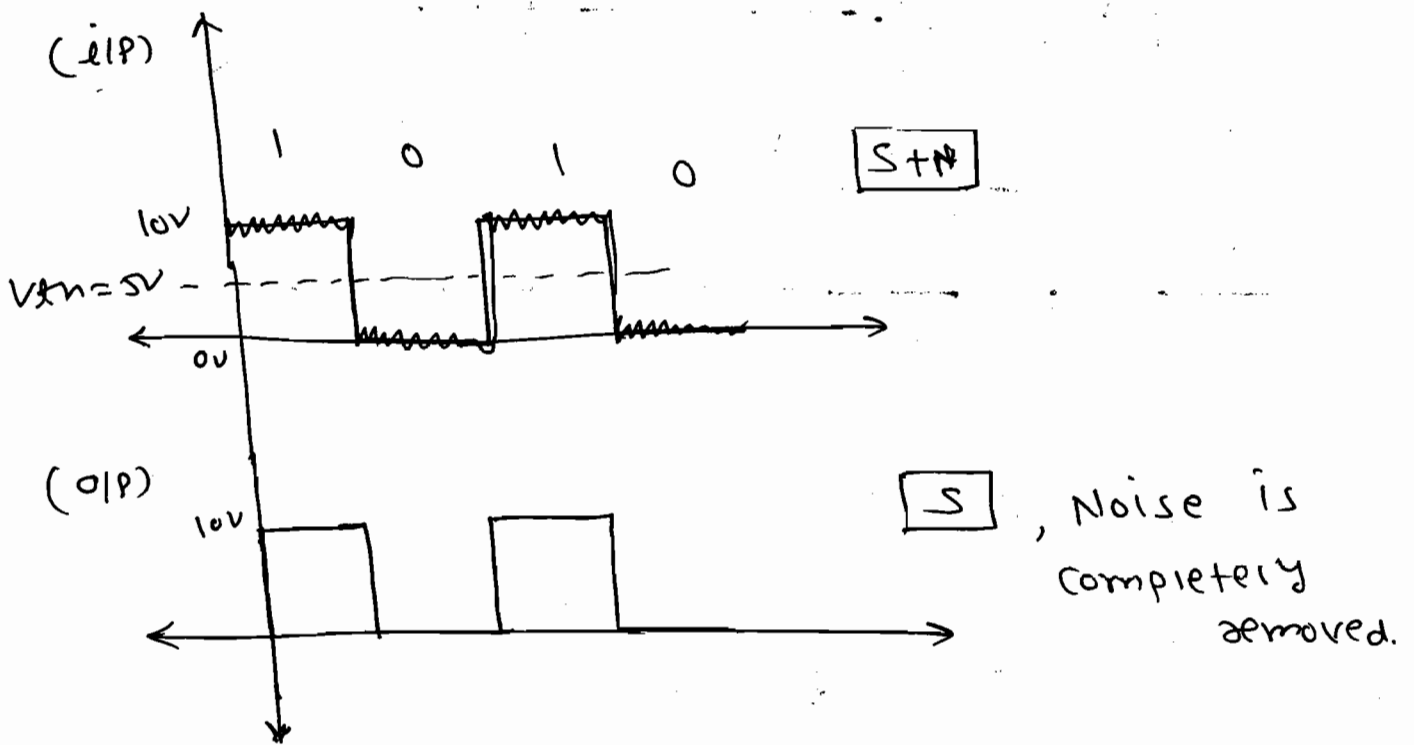 (i/P)
1 0 1 0
S+N
10V
Vth=5V
0V
(O/P)
10V
S , Noise is
completely
removed.